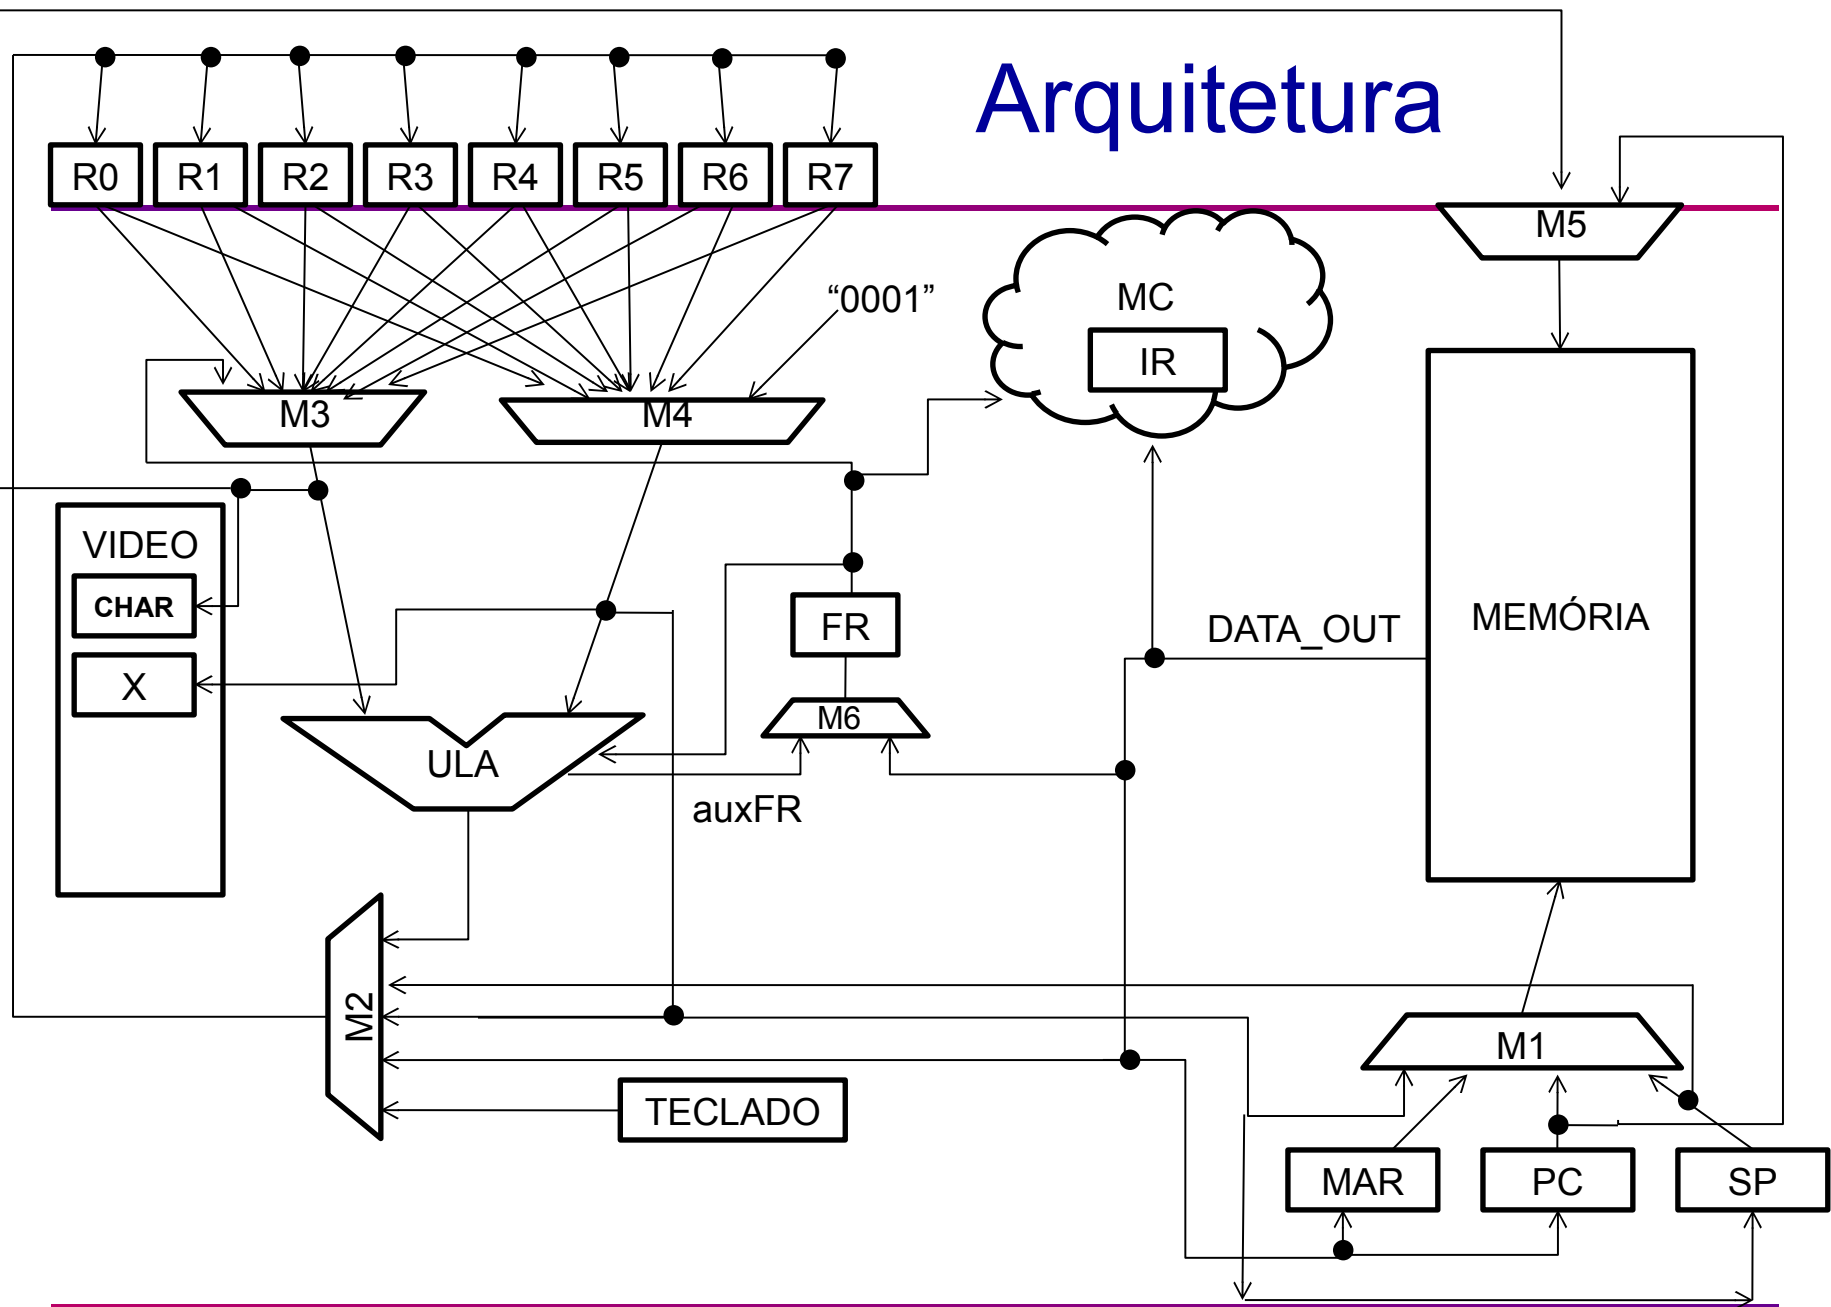 Arquitetura
R0 R1 R2 R3 R4 R5 R6 R7
M5
“0001”
MC
IR
M3
M4
VIDEO
CHAR
X
FR
DATA_OUT
MEMÓRIA
M6
ULA
auxFR
M2
M1
TECLADO
MAR
PC
SP